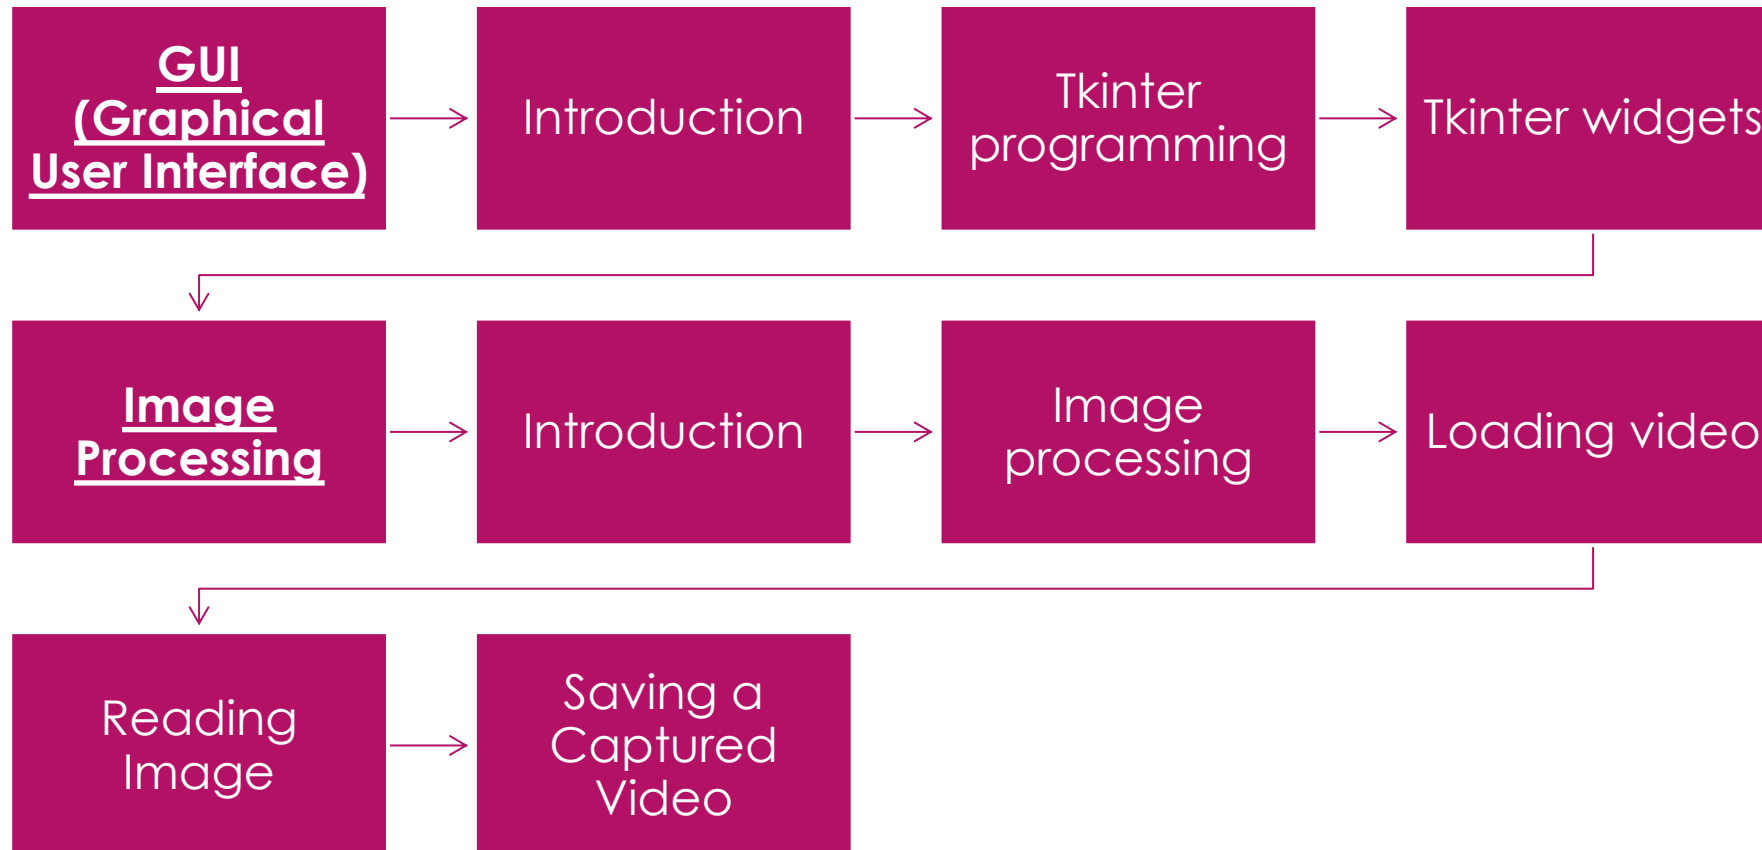 GUI
(Graphical
User Interface)
Introduction
Tkinter
programming
Tkinter widgets
Image
Processing
Introduction
Image
processing
Loading video
Reading
Image
Saving a
Captured
Video